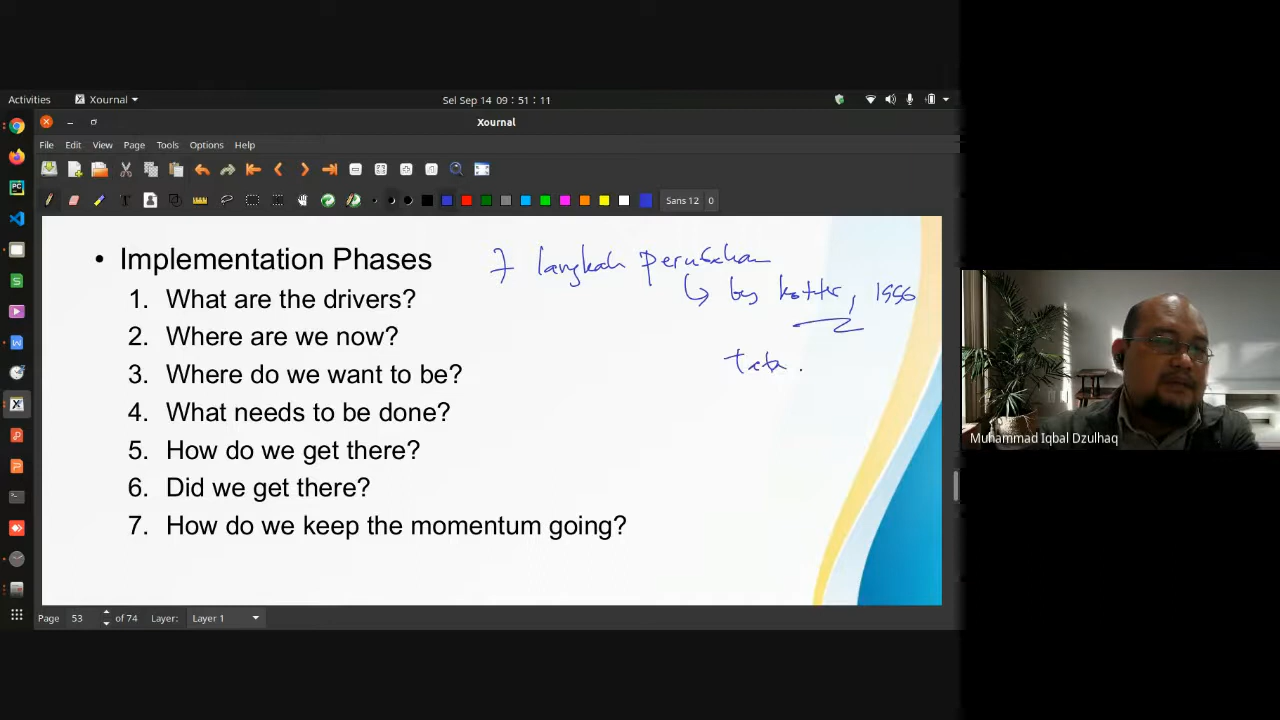 Activities Xournal Sel Sep 14 09:51:11
Xournal
File Edit View Page Tools Options Help
Sans 12 0
• Implementation Phases
7 langkah perubahan
↳ by kotter, 1996
1. What are the drivers?
2. Where are we now?
3. Where do we want to be?
4. What needs to be done?
5. How do we get there?
6. Did we get there?
7. How do we keep the momentum going?
Page 53 of 74 Layer: Layer 1
Muhammad Iqbal Dzulhaq